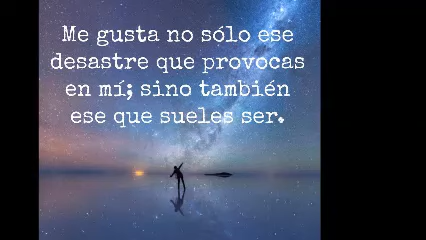 Me gusta no sólo ese
desastre que provocas
en mí; sino también
ese que sueles ser.